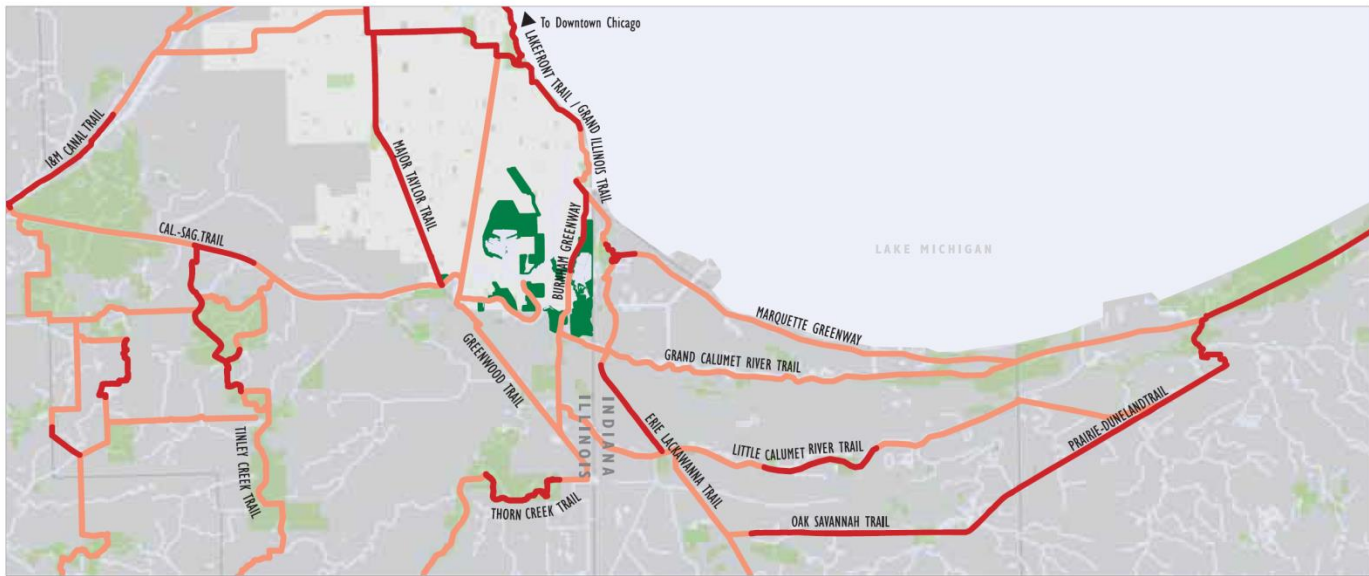 To Downtown Chicago
LAKEFRONT TRAIL / GRAND ILLINOIS TRAIL
I&M CANAL TRAIL
MAJOR TAYLOR TRAIL
CAL.-SAG.TRAIL
BURNHAM GREENWAY
LAKE MICHIGAN
MARQUETTE GREENWAY
GRAND CALUMET RIVER TRAIL
GREENWOOD TRAIL
ILLINOIS
INDIANA
ERIE LACKAWANNA TRAIL
PRAIRIE-DUNELANDTRAIL
TINLEY CREEK TRAIL
LITTLE CALUMET RIVER TRAIL
THORN CREEK TRAIL
OAK SAVANNAH TRAIL